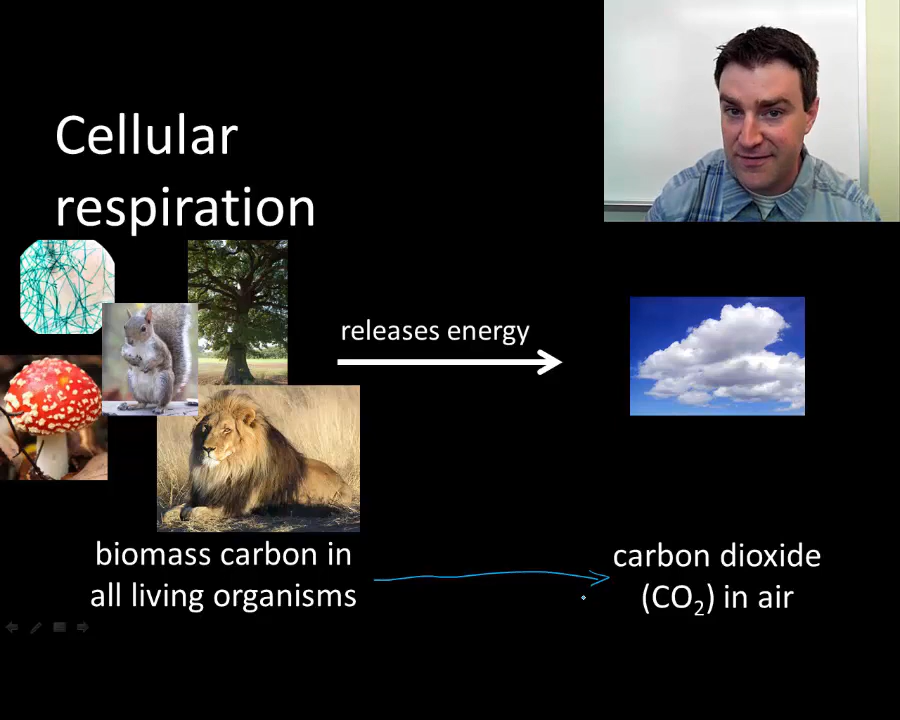 Cellular
respiration
releases energy
biomass carbon in
all living organisms
carbon dioxide
(CO₂) in air